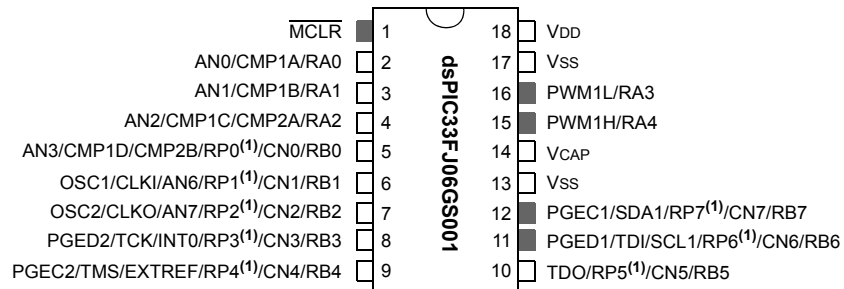 MCLR 1 18 VDD
AN0/CMP1A/RA0 2 17 VSS
AN1/CMP1B/RA1 3 16 PWM1L/RA3
AN2/CMP1C/CMP2A/RA2 4 15 PWM1H/RA4
AN3/CMP1D/CMP2B/RP0(1)/CN0/RB0 5 14 VCAP
OSC1/CLKI/AN6/RP1(1)/CN1/RB1 6 13 VSS
OSC2/CLKO/AN7/RP2(1)/CN2/RB2 7 12 PGEC1/SDA1/RP7(1)/CN7/RB7
PGED2/TCK/INT0/RP3(1)/CN3/RB3 8 11 PGED1/TDI/SCL1/RP6(1)/CN6/RB6
PGEC2/TMS/EXTREF/RP4(1)/CN4/RB4 9 10 TDO/RP5(1)/CN5/RB5
dsPIC33FJ06GS001